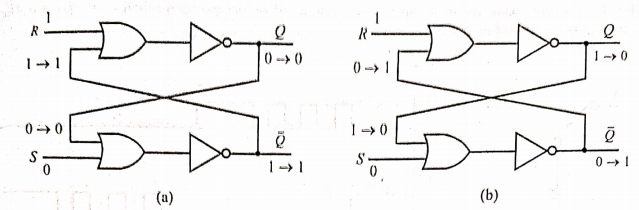 1
R
Q̄
1 → 1
0 → 0
0 → 0
Q̄
S
0
1 → 1
(a)
1
R
Q
0 → 1
1 → 0
1 → 0
Q̄
S
0
0 → 1
(b)